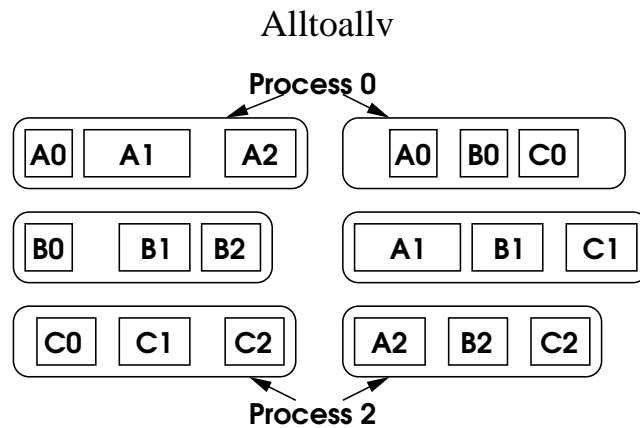 Alltoallv
Process 0
A0 A1 A2 A0 B0 C0
B0 B1 B2 A1 B1 C1
C0 C1 C2 A2 B2 C2
Process 2